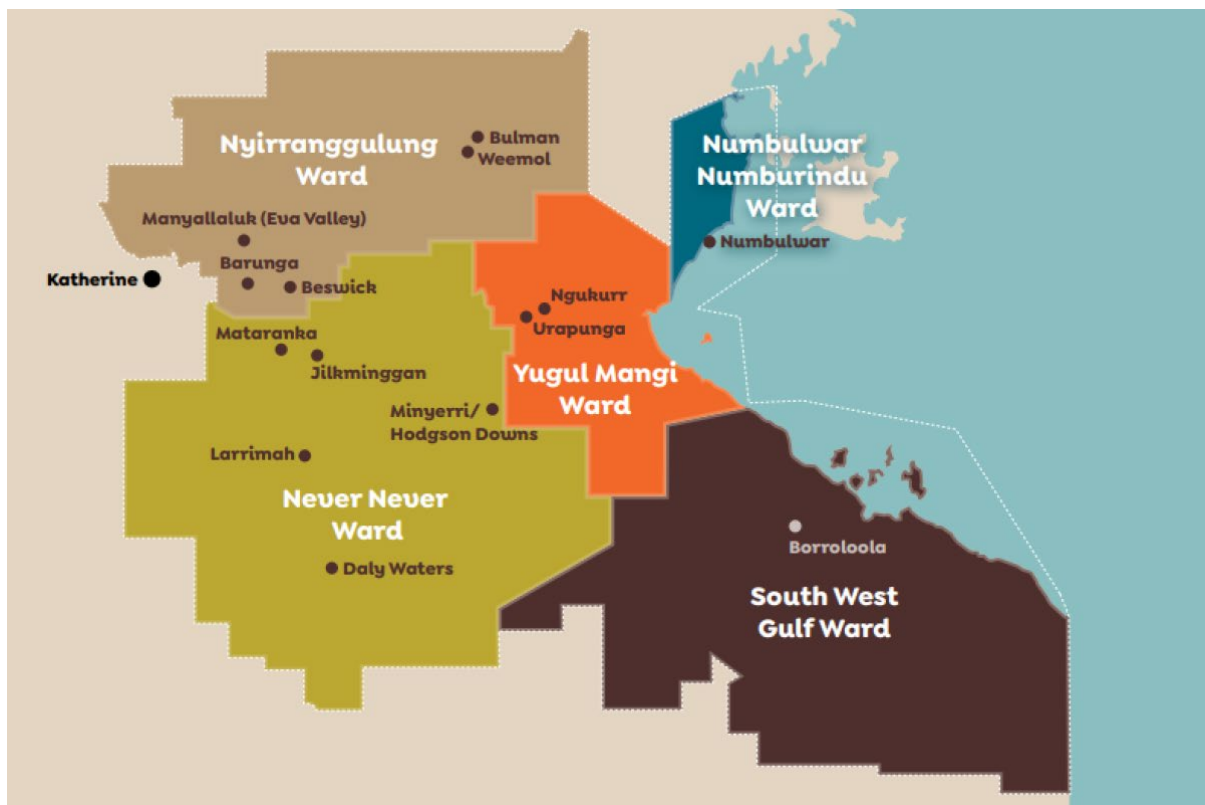 Nyirranggulung
Ward
Bulman
Weemol
Manyallaluk (Eva Valley)
Barunga
Beswick
Katherine
Numbulwar
Numburindu
Ward
Numbulwar
Ngukurr
Urapunga
Yugul Mangi
Ward
Mataranka
Jilkminggan
Minyerri/
Hodgson Downs
Larrimah
Never Never
Ward
Daly Waters
Borroloola
South West
Gulf Ward